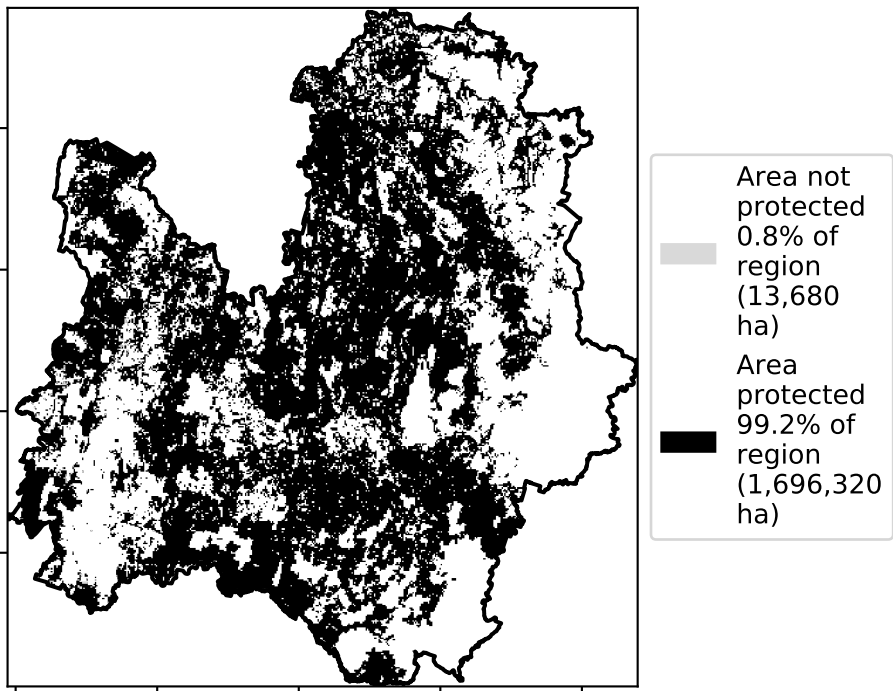 Area not
protected
0.8% of
region
(13,680
ha)
Area
protected
99.2% of
region
(1,696,320
ha)